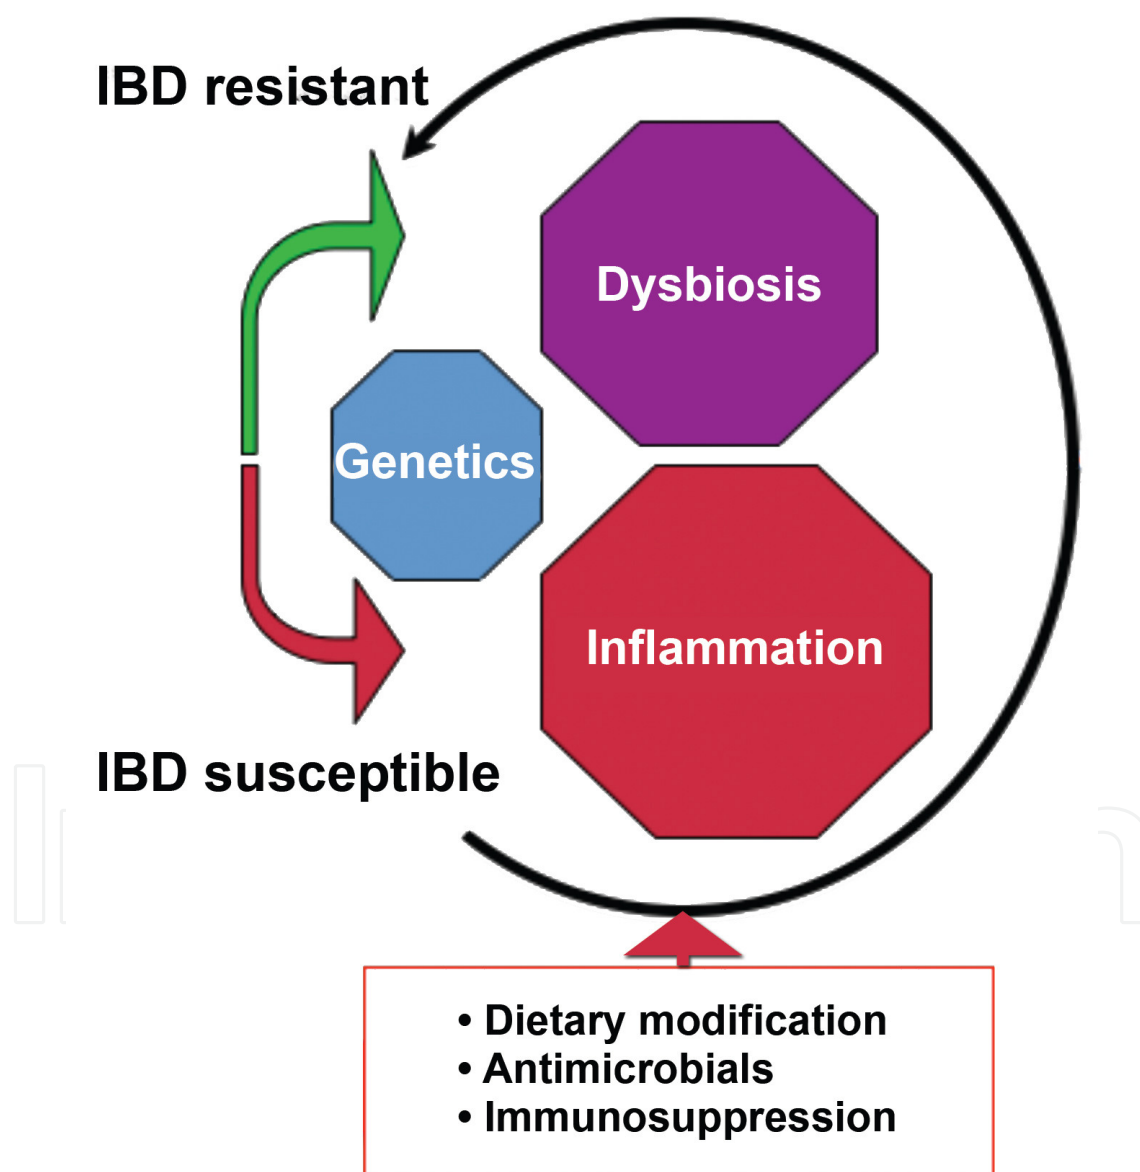 IBD resistant
Dysbiosis
Genetics
Inflammation
IBD susceptible
• Dietary modification
• Antimicrobials
• Immunosuppression